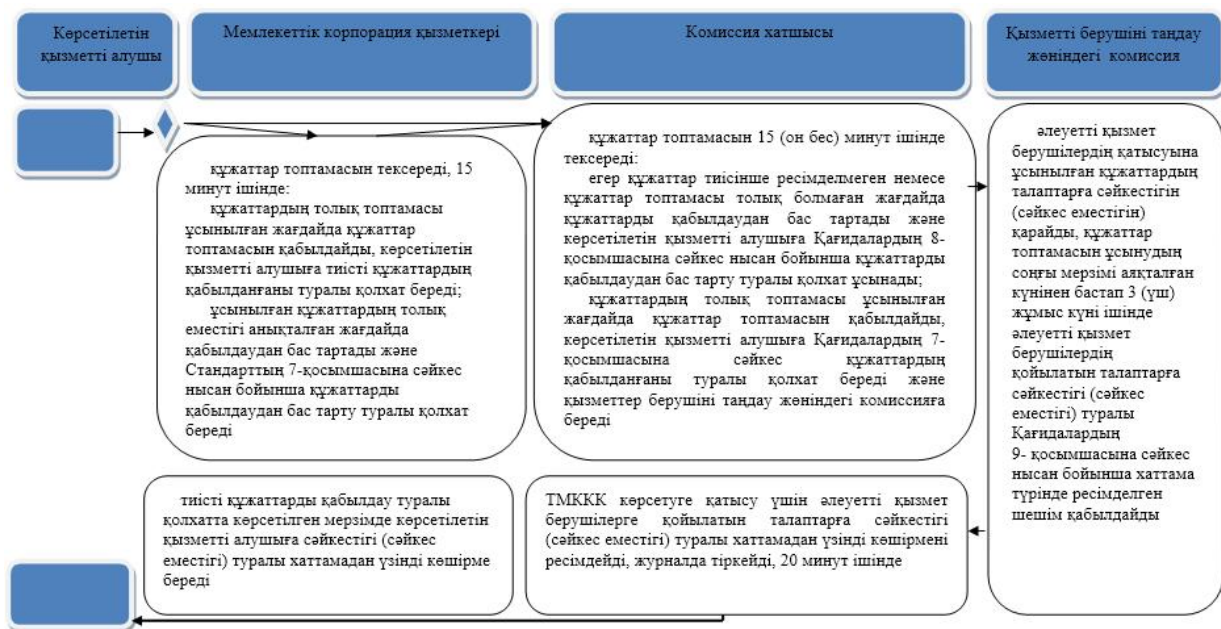 Көрсетілетін
қызметті алушы
Мемлекеттік корпорация қызметкері
Комиссия хатшысы
Қызметті берушіні таңдау
жөніндегі комиссия
құжаттар топтамасын тексереді, 15
минут ішінде:
құжаттардың толық топтамасы
ұсынылған жағдайда құжаттар
топтамасын қабылдайды, көрсетілетін
қызметті алушыға тиісті құжаттардың
қабылданғаны туралы қолхат береді;
ұсынылған құжаттардың толық
еместігі анықталған жағдайда
қабылдаудан бас тартады және
Стандарттың 7-қосымшасына сәйкес
нысан бойынша құжаттарды
қабылдаудан бас тарту туралы қолхат
береді
құжаттар топтамасын 15 (он бес) минут ішінде
тексереді:
егер құжаттар тиісінше ресімделмеген немесе
құжаттар топтамасы толық болмаған жағдайда
құжаттарды қабылдаудан бас тартады және
көрсетілетін қызметті алушыға Қағидалардың 8-
қосымшасына сәйкес нысан бойынша құжаттарды
қабылдаудан бас тарту туралы қолхат ұсынады;
құжаттардың толық топтамасы ұсынылған
жағдайда құжаттар топтамасын қабылдайды,
көрсетілетін қызметті алушыға Қағидалардың 7-
қосымшасына сәйкес құжаттардың
қабылданғаны туралы қолхат береді және
қызметтер берушіні таңдау жөніндегі комиссияға
береді
әлеуетті қызмет
берушілердің қатысуына
ұсынылған құжаттардың
талаптарға сәйкестігін
(сәйкес еместігін)
қарайды, құжаттар
топтамасын ұсынудың
соңғы мерзімі аяқталған
күнінен бастап 3 (үш)
жұмыс күні ішінде
әлеуетті қызмет
берушілердің
қойылатын талаптарға
сәйкестігі (сәйкес
еместігі) туралы
Қағидалардың
9- қосымшасына сәйкес
нысан бойынша хаттама
түрінде ресімделген
шешім қабылдайды
тиісті құжаттарды қабылдау туралы
қолхатта көрсетілген мерзімде көрсетілетін
қызметті алушыға сәйкестігі (сәйкес
еместігі) туралы хаттамадан үзінді көшірме
береді
ТМККК көрсетуге қатысу үшін әлеуетті қызмет
берушілерге қойылатын талаптарға сәйкестігі
(сәйкес еместігі) туралы хаттамадан үзінді көшірмені
ресімдейді, журналда тіркейді, 20 минут ішінде